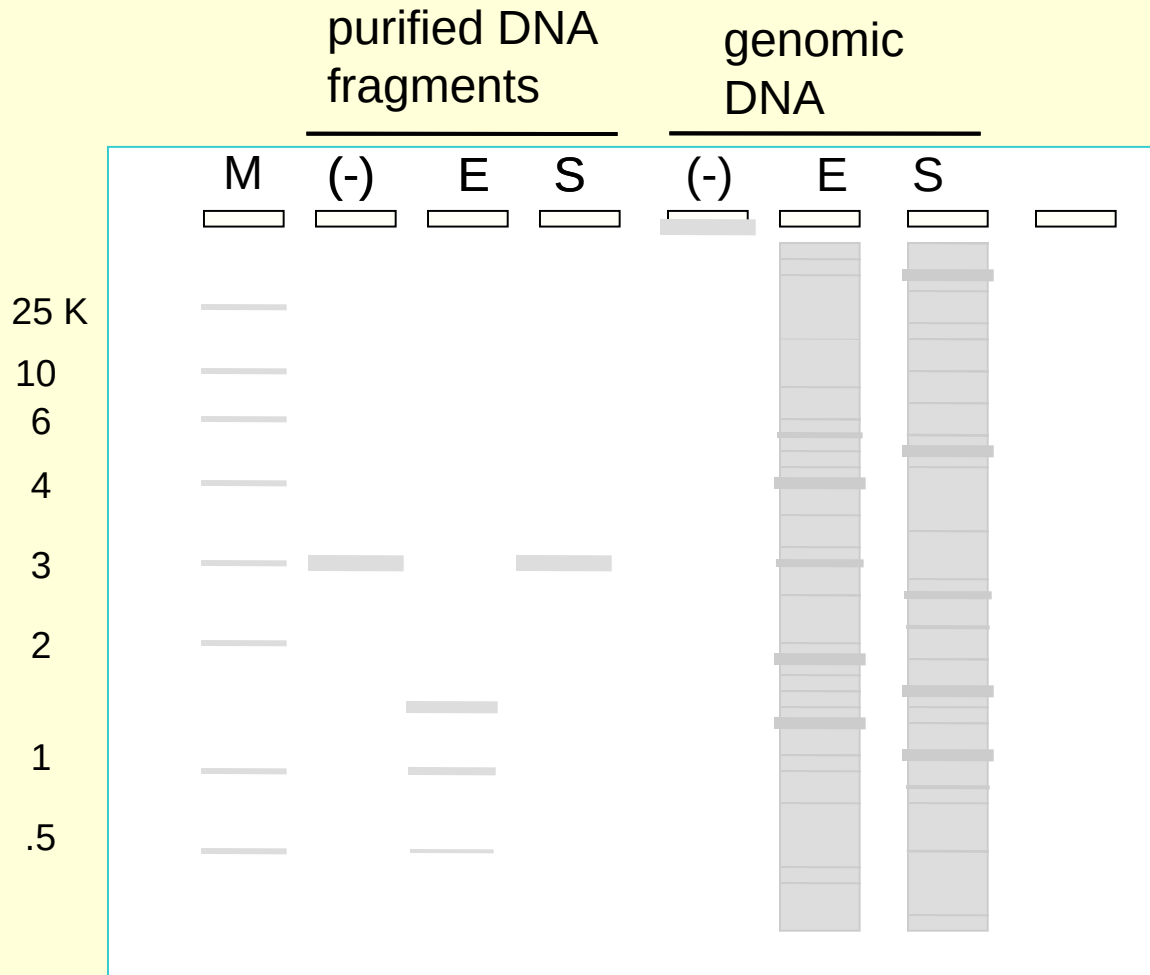 purified DNA
fragments
genomic
DNA
M (-) E S (-) E S
25 K
10
6
4
3
2
1
.5